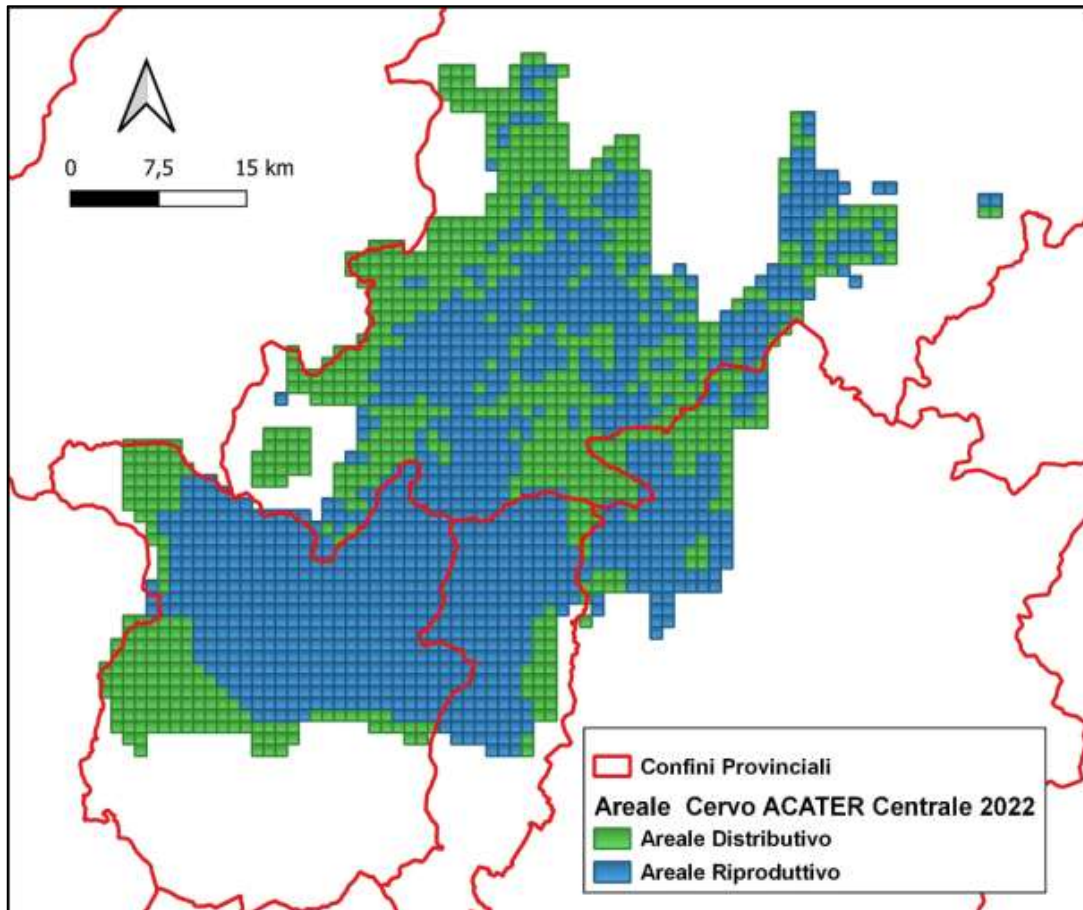 0 7,5 15 km
Confini Provinciali
Areale Cervo ACATER Centrale 2022
Areale Distributivo
Areale Riproduttivo